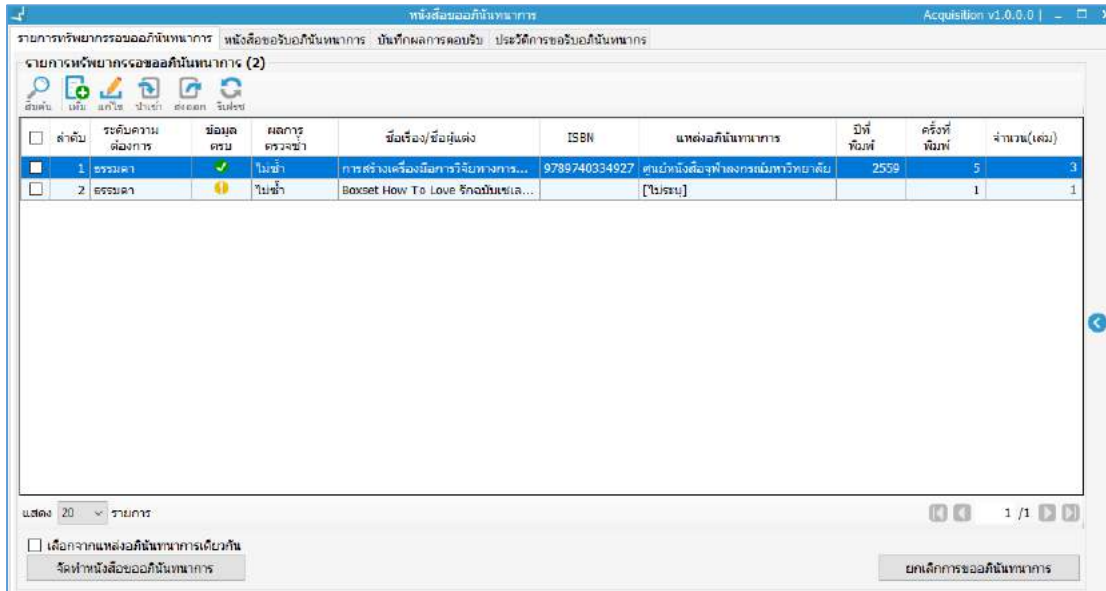 หนังสือขออภินันทนาการ
Acquisition v1.0.0.0 |
รายการทรัพยากรรอขออภินันทนาการ หนังสือขอรับอภินันทนาการ บันทึกผลการตอบรับ ประวัติการขอรับอภินันทนากร
รายการทรัพยากรรอขออภินันทนาการ (2)
สืบค้น เพิ่ม แก้ไข นำเข้า ส่งออก รีเฟรช
ลำดับ ระดับความต้องการ ข้อมูลครบ ผลการตรวจซ้ำ ชื่อเรื่อง/ชื่อผู้แต่ง ISBN แหล่งอภินันทนาการ ปีที่พิมพ์ ครั้งที่พิมพ์ จำนวน(เล่ม)
1 ธรรมดา ไม่ซ้ำ การสร้างเครื่องมือการวิจัยทางการ... 9789740334927 ศูนย์หนังสือจุฬาลงกรณ์มหาวิทยาลัย 2559 5 3
2 ธรรมดา ไม่ซ้ำ Boxset How To Love รักฉบับเซเล... [ไม่ระบุ] 1 1
แสดง 20 รายการ
1 /1
เลือกจากแหล่งอภินันทนาการเดียวกัน
จัดทำหนังสือขออภินันทนาการ
ยกเลิกการขออภินันทนาการ